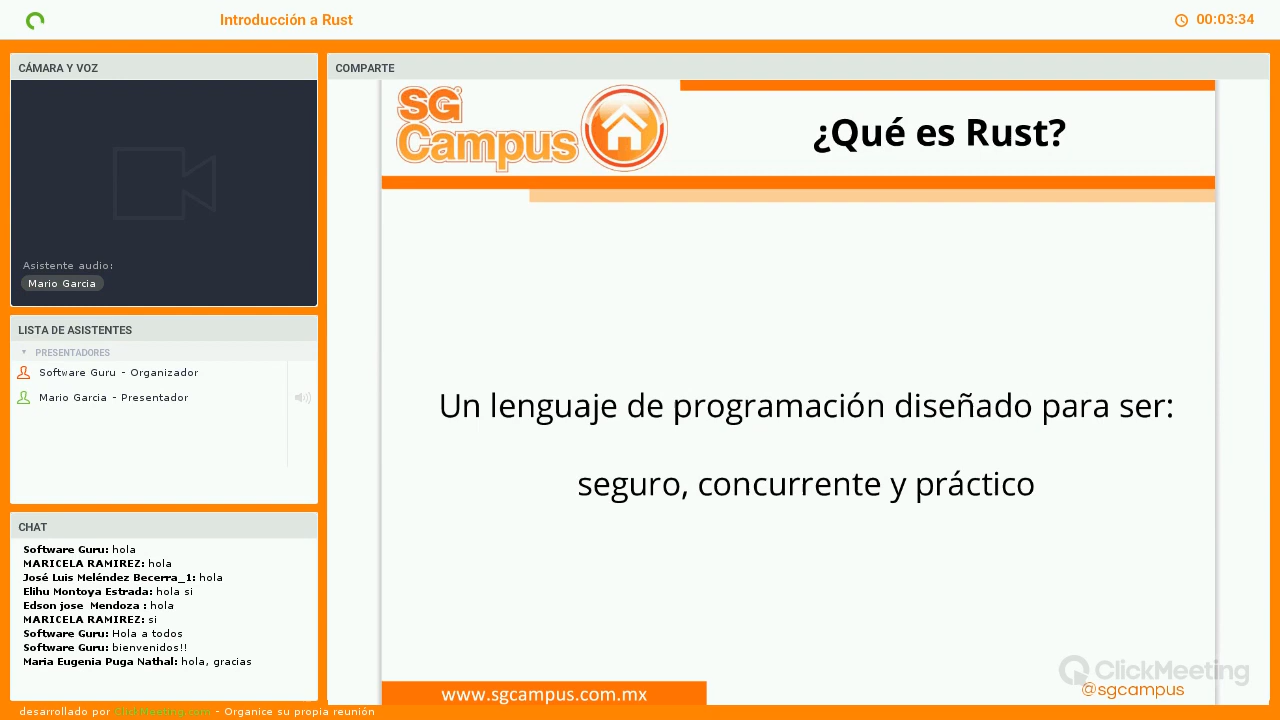 Introducción a Rust
00:03:34
CÁMARA Y VOZ
Asistente audio:
Mario Garcia
LISTA DE ASISTENTES
PRESENTADORES
Software Guru - Organizador
Mario Garcia - Presentador
CHAT
Software Guru: hola
MARICELA RAMIREZ: hola
José Luis Meléndez Becerra_1: hola
Elihu Montoya Estrada: hola si
Edson jose Mendoza : hola
MARICELA RAMIREZ: si
Software Guru: Hola a todos
Software Guru: bienvenidos!!
Maria Eugenia Puga Nathal: hola, gracias
desarrollado por ClickMeeting.com - Organice su propia reunión
COMPARTE
SG
Campus
¿Qué es Rust?
Un lenguaje de programación diseñado para ser:
seguro, concurrente y práctico
www.sgcampus.com.mx
ClickMeeting
@sgcampus